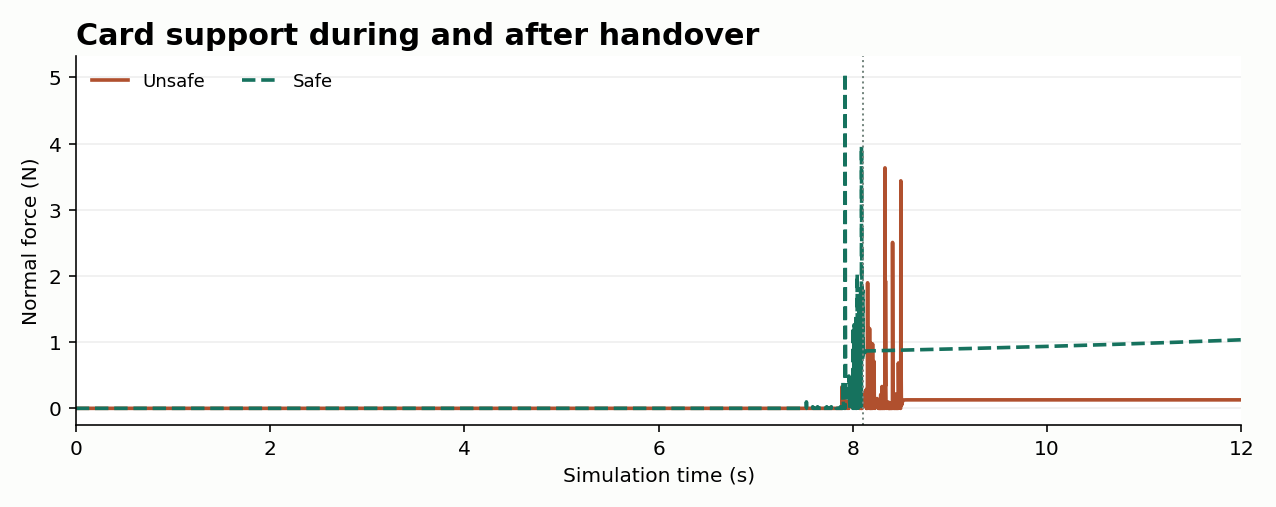 Card support during and after handover
Unsafe
Safe
Normal force (N)
5
4
3
2
1
0
0 2 4 6 8 10 12
Simulation time (s)